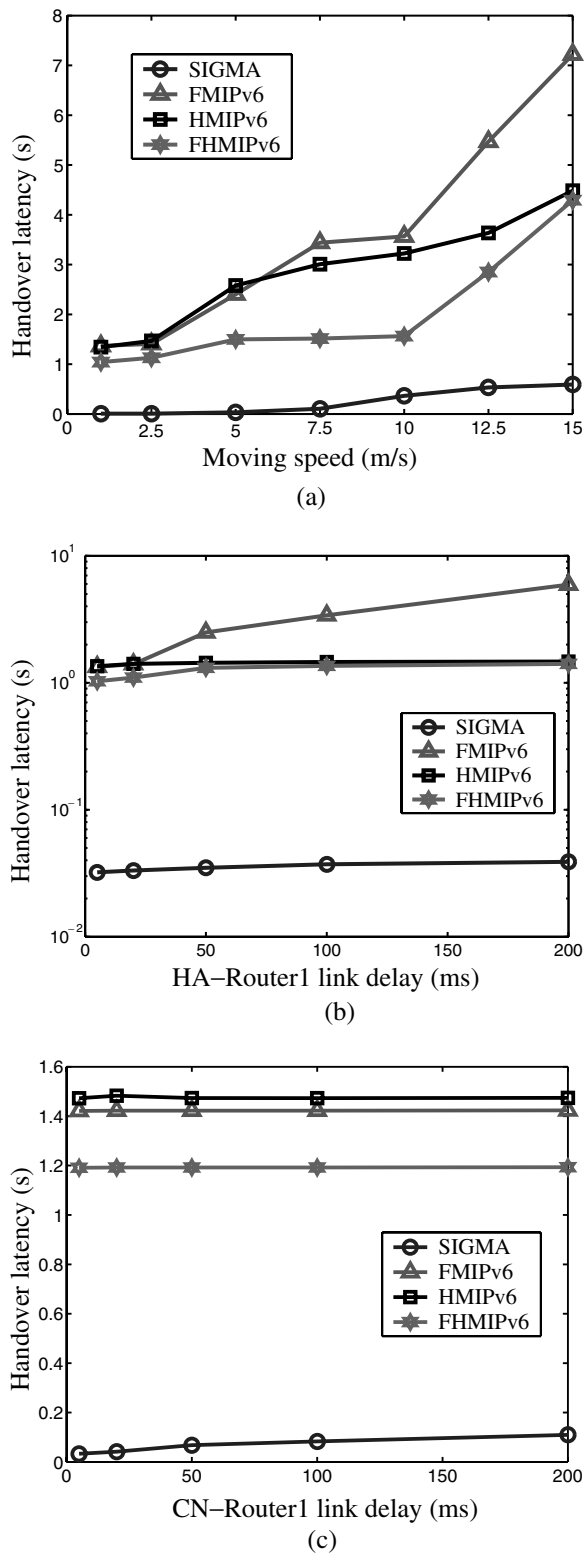 8
7
6
5
4
3
2
1
0
Handover latency (s)
SIGMA
FMIPv6
HMIPv6
FHMIPv6
0 2.5 5 7.5 10 12.5 15
Moving speed (m/s)
(a)
10^1
10^0
10^−1
10^−2
Handover latency (s)
SIGMA
FMIPv6
HMIPv6
FHMIPv6
0 50 100 150 200
HA−Router1 link delay (ms)
(b)
1.6
1.4
1.2
1
0.8
0.6
0.4
0.2
0
Handover latency (s)
SIGMA
FMIPv6
HMIPv6
FHMIPv6
0 50 100 150 200
CN−Router1 link delay (ms)
(c)